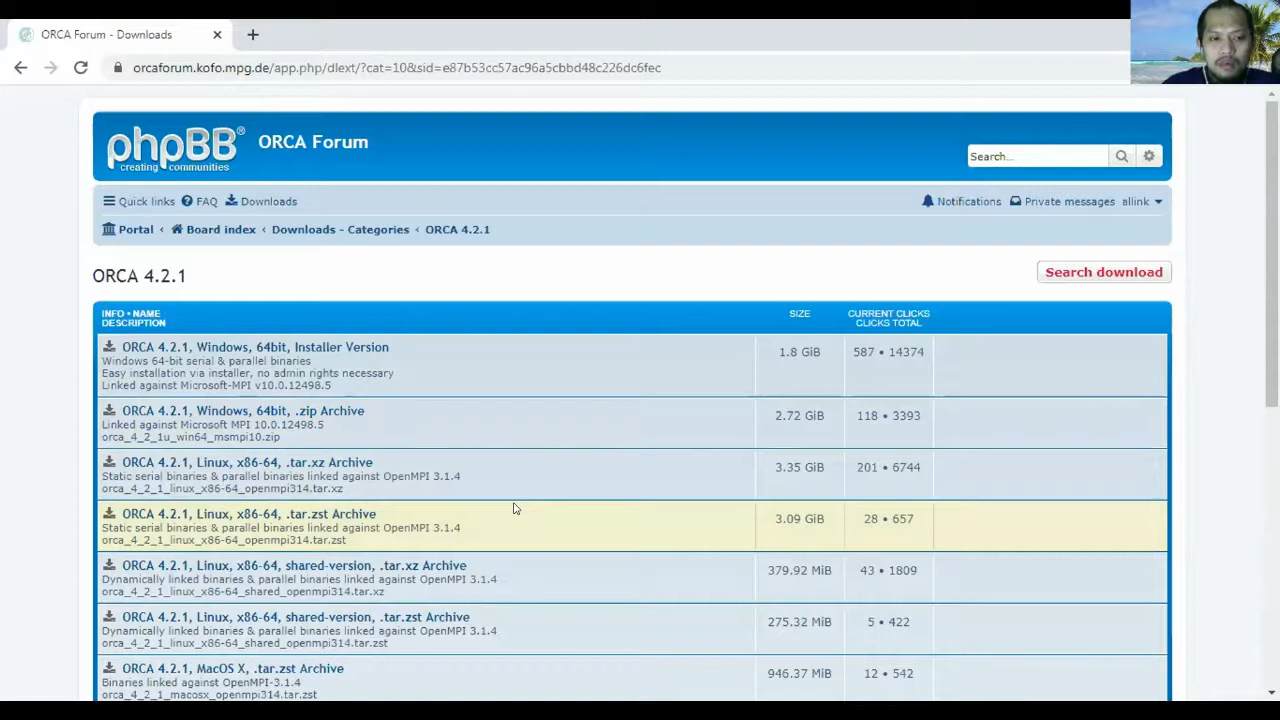 ORCA Forum - Downloads
orcaforum.kofo.mpg.de/app.php/dlext/?cat=10&sid=e87b53cc57ac96a5cbbd48c226dc6fec
phpBB®
creating communities
ORCA Forum
Search...
Quick links FAQ Downloads
Notifications Private messages allink
Portal ‹ Board index ‹ Downloads - Categories ‹ ORCA 4.2.1
ORCA 4.2.1
Search download
INFO • NAME
DESCRIPTION
SIZE
CURRENT CLICKS
CLICKS TOTAL
ORCA 4.2.1, Windows, 64bit, Installer Version
Windows 64-bit serial & parallel binaries
Easy installation via installer, no admin rights necessary
Linked against Microsoft-MPI v10.0.12498.5
1.8 GiB
587 • 14374
ORCA 4.2.1, Windows, 64bit, .zip Archive
Linked against Microsoft MPI 10.0.12498.5
orca_4_2_1u_win64_msmpi10.zip
2.72 GiB
118 • 3393
ORCA 4.2.1, Linux, x86-64, .tar.xz Archive
Static serial binaries & parallel binaries linked against OpenMPI 3.1.4
orca_4_2_1_linux_x86-64_openmpi314.tar.xz
3.35 GiB
201 • 6744
ORCA 4.2.1, Linux, x86-64, .tar.zst Archive
Static serial binaries & parallel binaries linked against OpenMPI 3.1.4
orca_4_2_1_linux_x86-64_openmpi314.tar.zst
3.09 GiB
28 • 657
ORCA 4.2.1, Linux, x86-64, shared-version, .tar.xz Archive
Dynamically linked binaries & parallel binaries linked against OpenMPI 3.1.4
orca_4_2_1_linux_x86-64_shared_openmpi314.tar.xz
379.92 MiB
43 • 1809
ORCA 4.2.1, Linux, x86-64, shared-version, .tar.zst Archive
Dynamically linked binaries & parallel binaries linked against OpenMPI 3.1.4
orca_4_2_1_linux_x86-64_shared_openmpi314.tar.zst
275.32 MiB
5 • 422
ORCA 4.2.1, MacOS X, .tar.zst Archive
Binaries linked against OpenMPI-3.1.4
orca_4_2_1_macosx_openmpi314.tar.zst
946.37 MiB
12 • 542